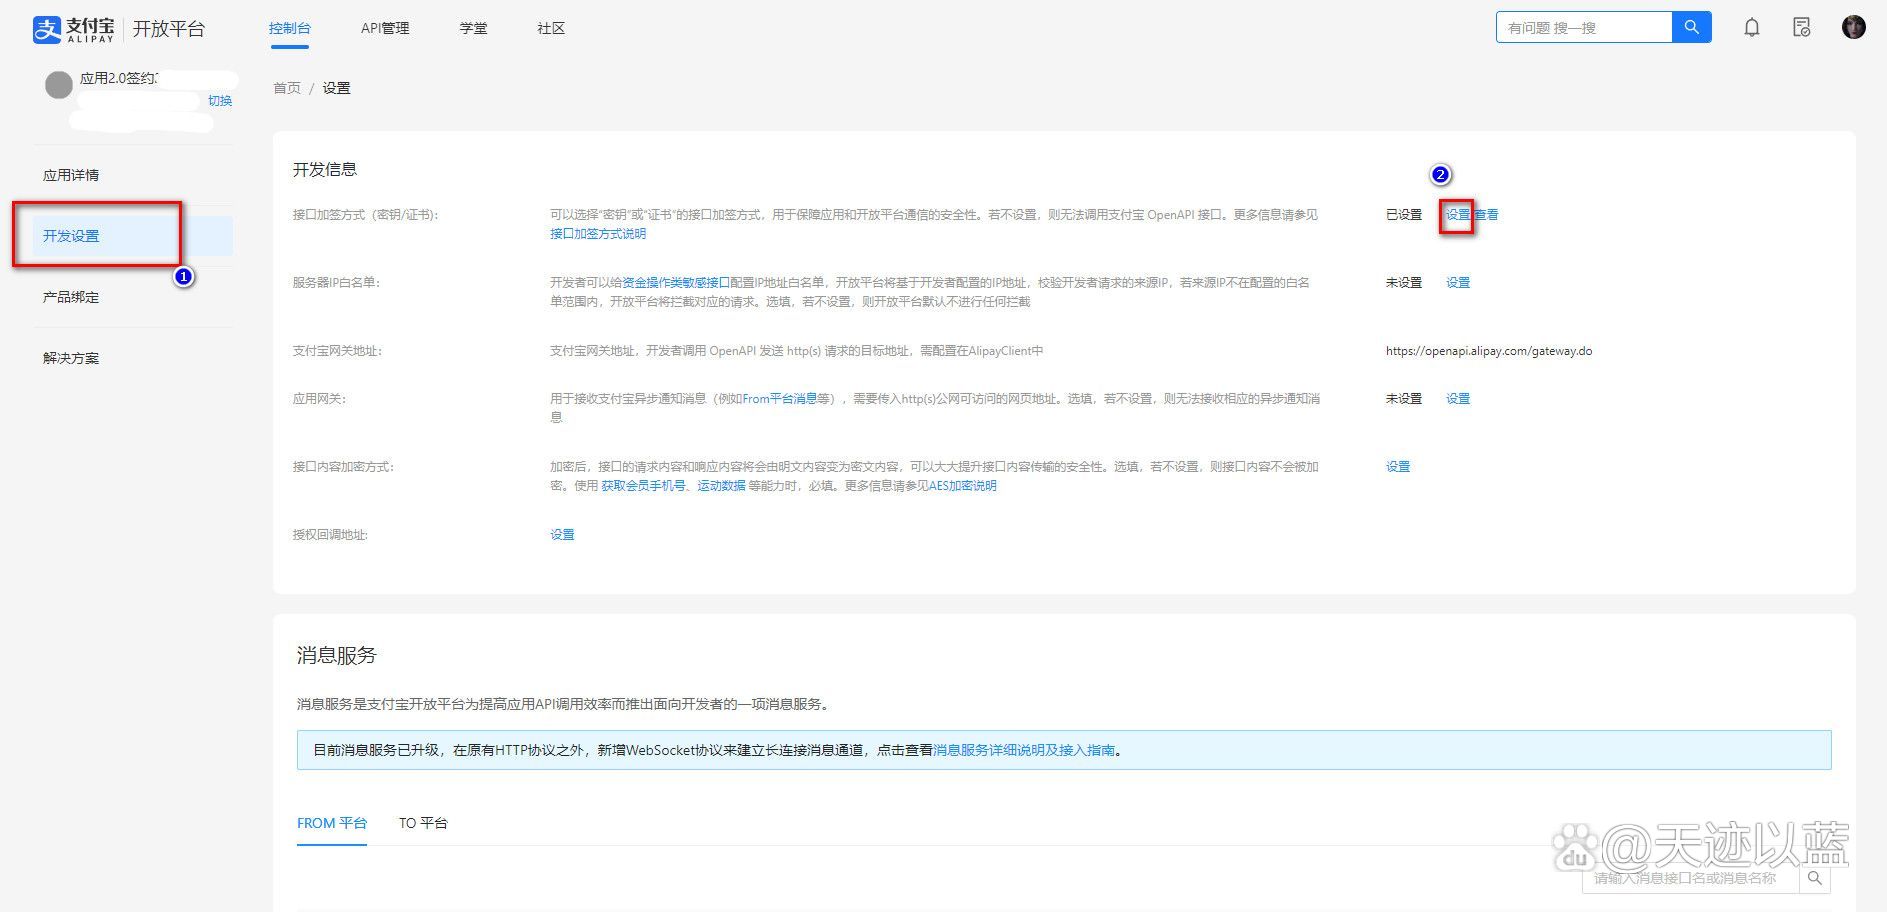 支付宝 ALIPAY 开放平台 控制台 API管理 学堂 社区 有问题 搜一搜
应用2.0签约
切换
首页 / 设置
应用详情
开发设置
1
产品绑定
解决方案
开发信息
2
接口加签方式（密钥/证书）： 可以选择“密钥”或“证书”的接口加签方式，用于保障应用和开放平台通信的安全性。若不设置，则无法调用支付宝 OpenAPI 接口。更多信息请参见 已设置 设置 查看
接口加签方式说明
服务器IP白名单： 开发者可以给资金操作类敏感接口配置IP地址白名单，开放平台将基于开发者配置的IP地址，校验开发者请求的来源IP，若来源IP不在配置的白名 未设置 设置
单范围内，开放平台将拦截对应的请求。选填，若不设置，则开放平台默认不进行任何拦截
支付宝网关地址： 支付宝网关地址，开发者调用 OpenAPI 发送 http(s) 请求的目标地址，需配置在AlipayClient中 https://openapi.alipay.com/gateway.do
应用网关： 用于接收支付宝异步通知消息（例如From平台消息等），需要传入http(s)公网可访问的网页地址。选填，若不设置，则无法接收相应的异步通知消 未设置 设置
息
接口内容加密方式： 加密后，接口的请求内容和响应内容将会由明文内容变为密文内容，可以大大提升接口内容传输的安全性。选填，若不设置，则接口内容不会被加 设置
密。使用 获取会员手机号、运动数据 等能力时，必填。更多信息请参见AES加密说明
授权回调地址: 设置
消息服务
消息服务是支付宝开放平台为提高应用API调用效率而推出面向开发者的一项消息服务。
目前消息服务已升级，在原有HTTP协议之外，新增WebSocket协议来建立长连接消息通道，点击查看消息服务详细说明及接入指南。
FROM 平台 TO 平台
du @天迹以蓝
请输入消息接口名或消息名称